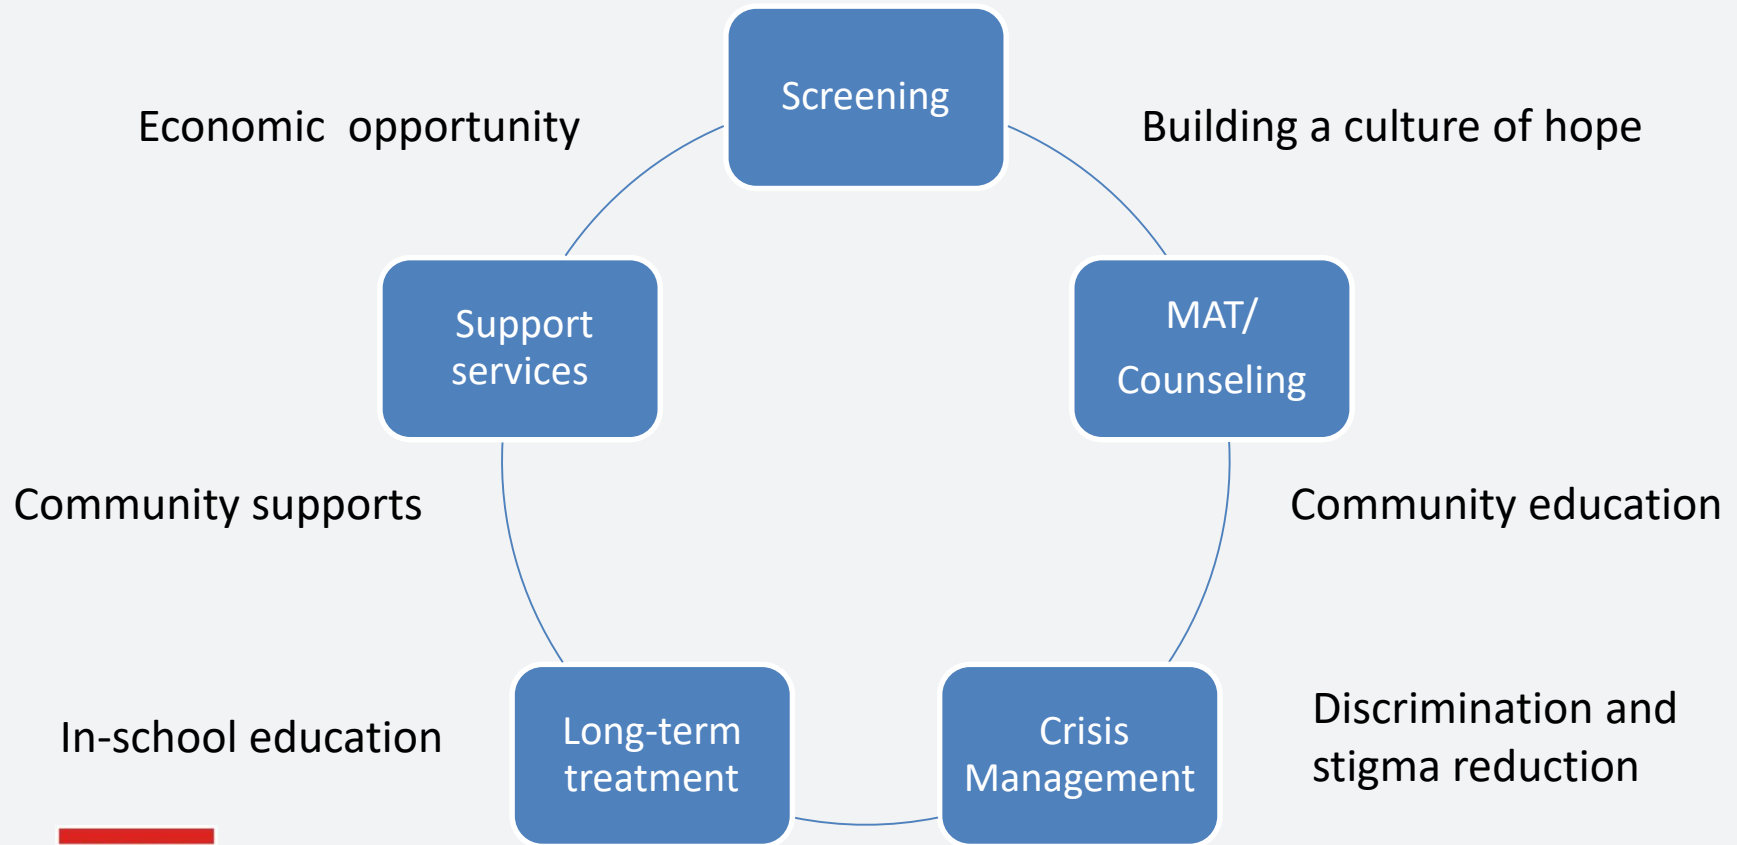 Screening
Economic  opportunity
Building a culture of hope
Support
services
MAT/
Counseling
Community supports
Community education
In-school education
Long-term
treatment
Crisis
Management
Discrimination and
stigma reduction